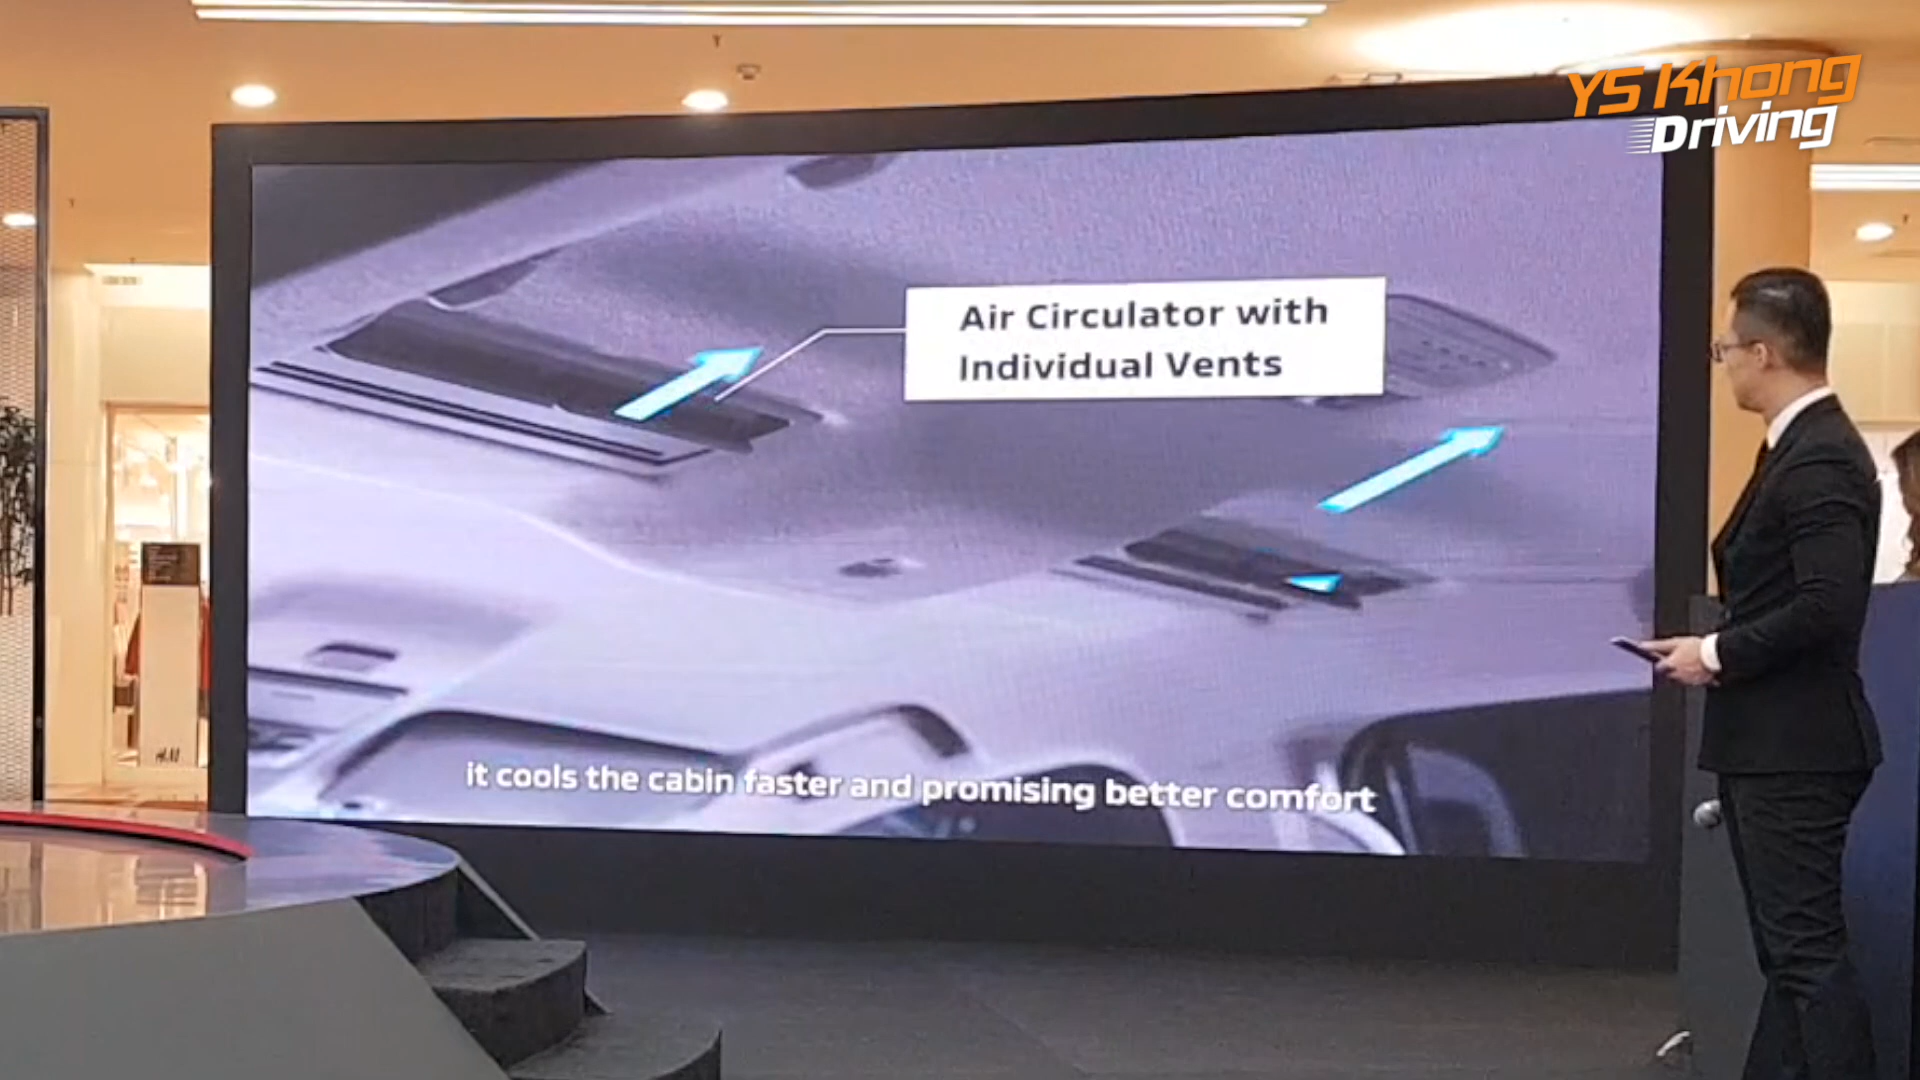 YS Khong
Driving
Air Circulator with
Individual Vents
it cools the cabin faster and promising better comfort
H&M